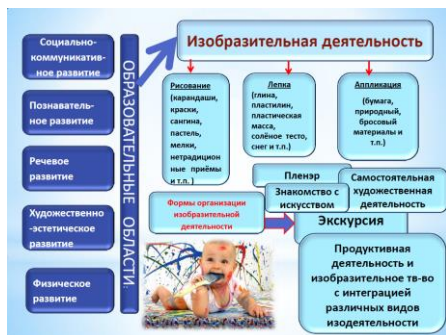 Социально-
коммуникатив-
ное развитие
Познаватель-
ное развитие
Речевое
развитие
Художественно
-эстетическое
развитие
Физическое
развитие
ОБРАЗОВАТЕЛЬНЫЕ ОБЛАСТИ:
Изобразительная деятельность
Рисование
(карандаши,
краски,
сангина,
пастель,
мелки,
нетрадицион
ные приёмы
и т.п. )
Лепка
(глина,
пластилин,
пластическая
масса,
солёное тесто,
снег и т.п.)
Аппликация
(бумага,
природный,
бросовый
материалы и
т.п.)
Формы организации
изобразительной
деятельности
Пленэр
Знакомство с
искусством
Самостоятельная
художественная
деятельность
Экскурсия
Продуктивная
деятельность и
изобразительное тв-во
с интеграцией
различных видов
изодеятельности